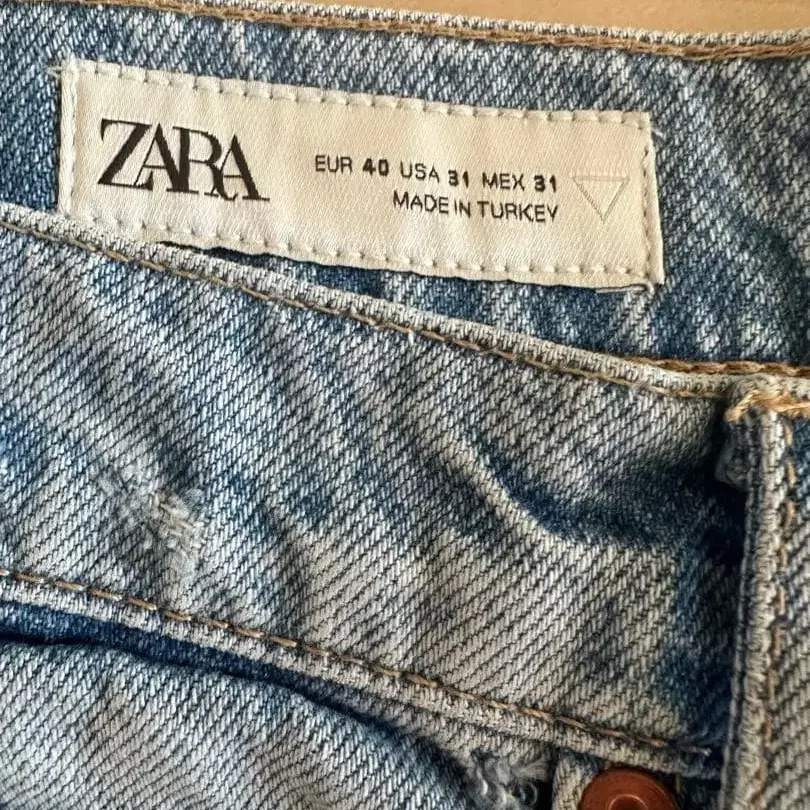 ZARA
EUR 40 USA 31 MEX 31
MADE IN TURKEY